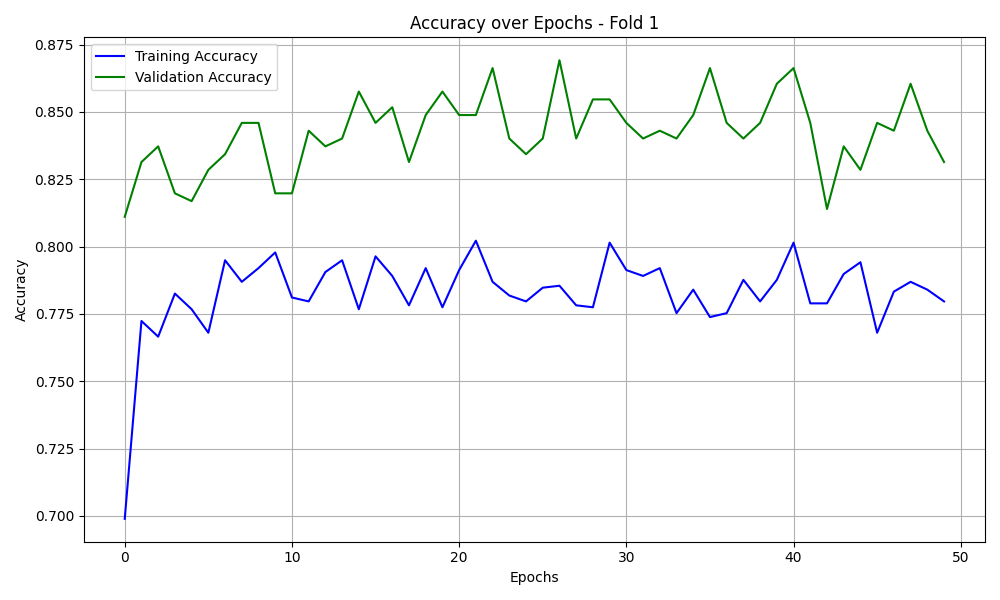 Accuracy over Epochs - Fold 1
Training Accuracy
Validation Accuracy
0.875
0.850
0.825
0.800
0.775
0.750
0.725
0.700
Accuracy
0 10 20 30 40 50
Epochs